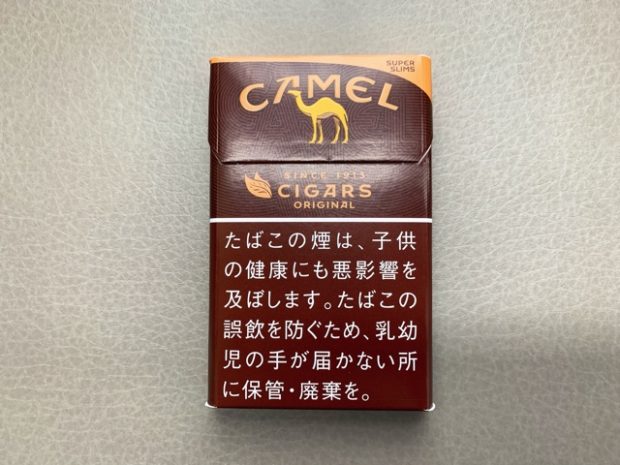 SUPER
SLIMS
CAMEL
SINCE 1913
CIGARS
ORIGINAL
たばこの煙は、子供
の健康にも悪影響を
及ぼします。たばこの
誤飲を防ぐため、乳幼
児の手が届かない所
に保管・廃棄を。